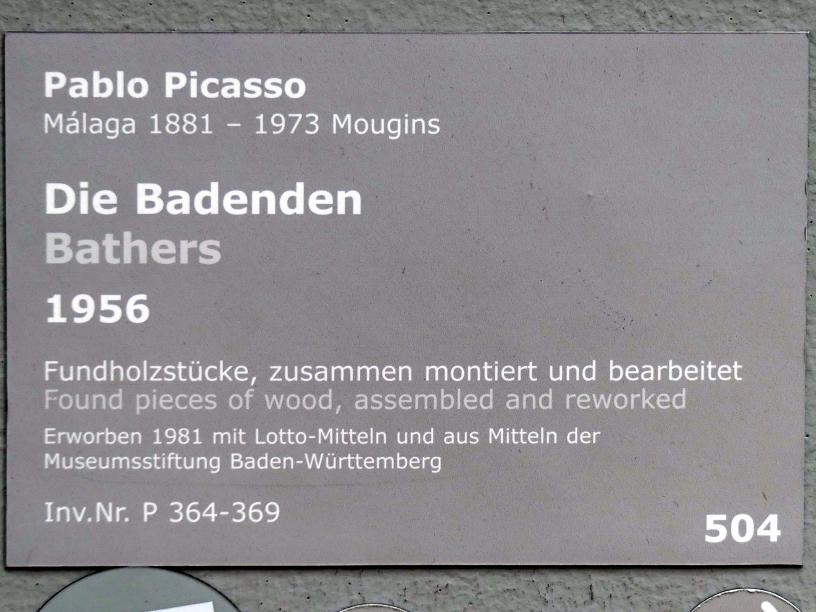 Pablo Picasso
Málaga 1881 – 1973 Mougins
Die Badenden
Bathers
1956
Fundholzstücke, zusammen montiert und bearbeitet
Found pieces of wood, assembled and reworked
Erworben 1981 mit Lotto-Mitteln und aus Mitteln der
Museumsstiftung Baden-Württemberg
Inv.Nr. P 364-369
504